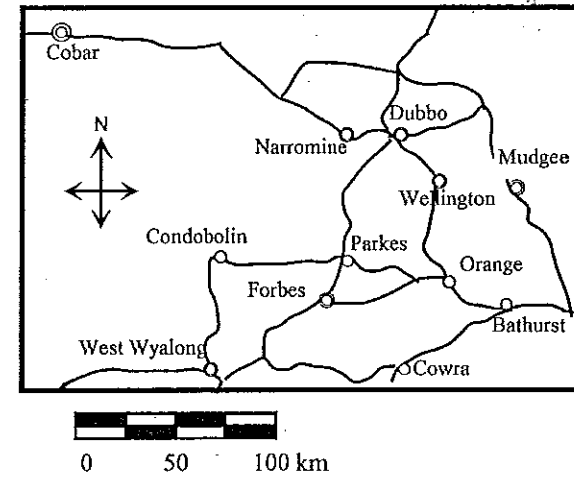 Cobar
N
Dubbo
Narromine
Mudgee
Wellington
Condobolin
Parkes
Orange
Forbes
Bathurst
West Wyalong
Cowra
0 50 100 km